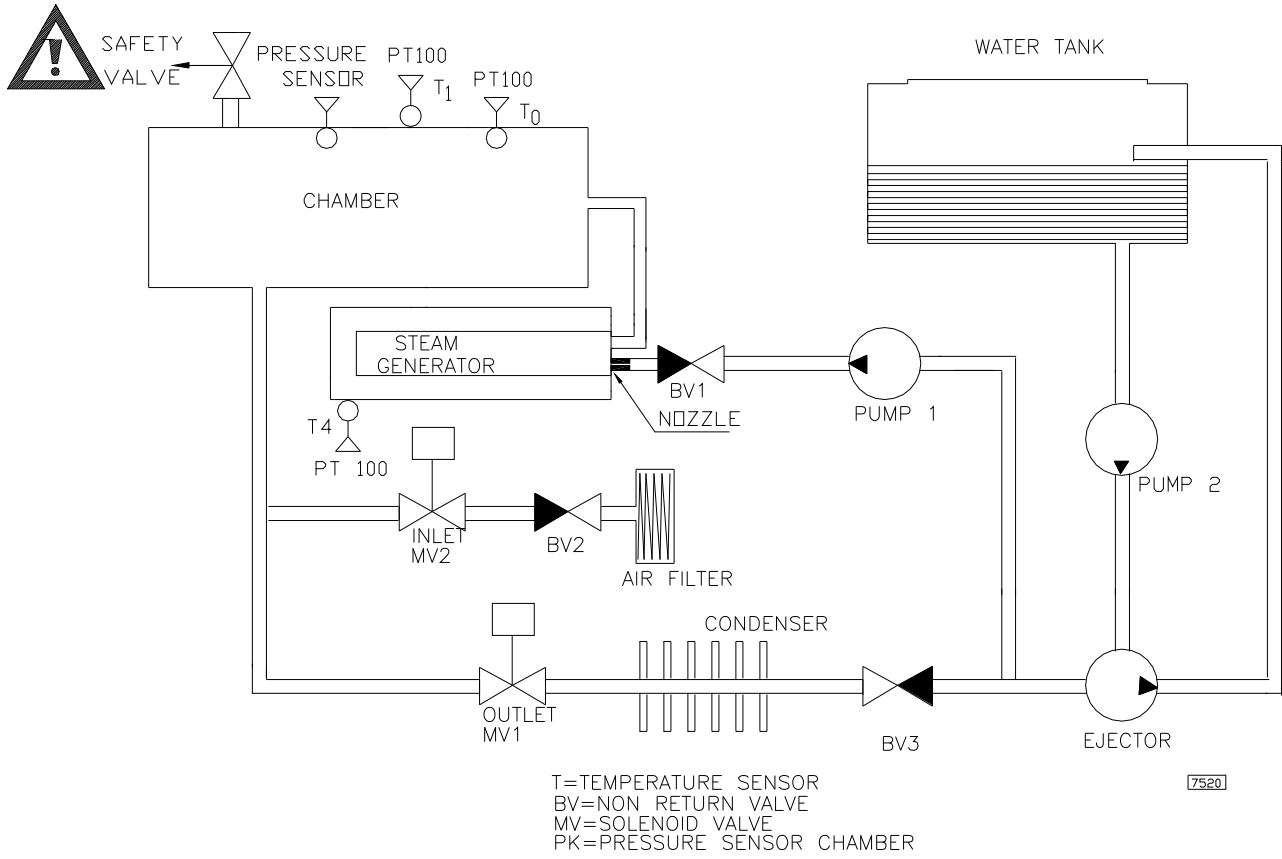 SAFETY
VALVE
PRESSURE
SENSOR
PT100
T1
PT100
T0
WATER TANK
CHAMBER
STEAM
GENERATOR
BV1
NOZZLE
PUMP 1
T4
PT 100
PUMP 2
INLET
MV2
BV2
AIR FILTER
CONDENSER
OUTLET
MV1
BV3
EJECTOR
T=TEMPERATURE SENSOR
BV=NON RETURN VALVE
MV=SOLENOID VALVE
PK=PRESSURE SENSOR CHAMBER
7520